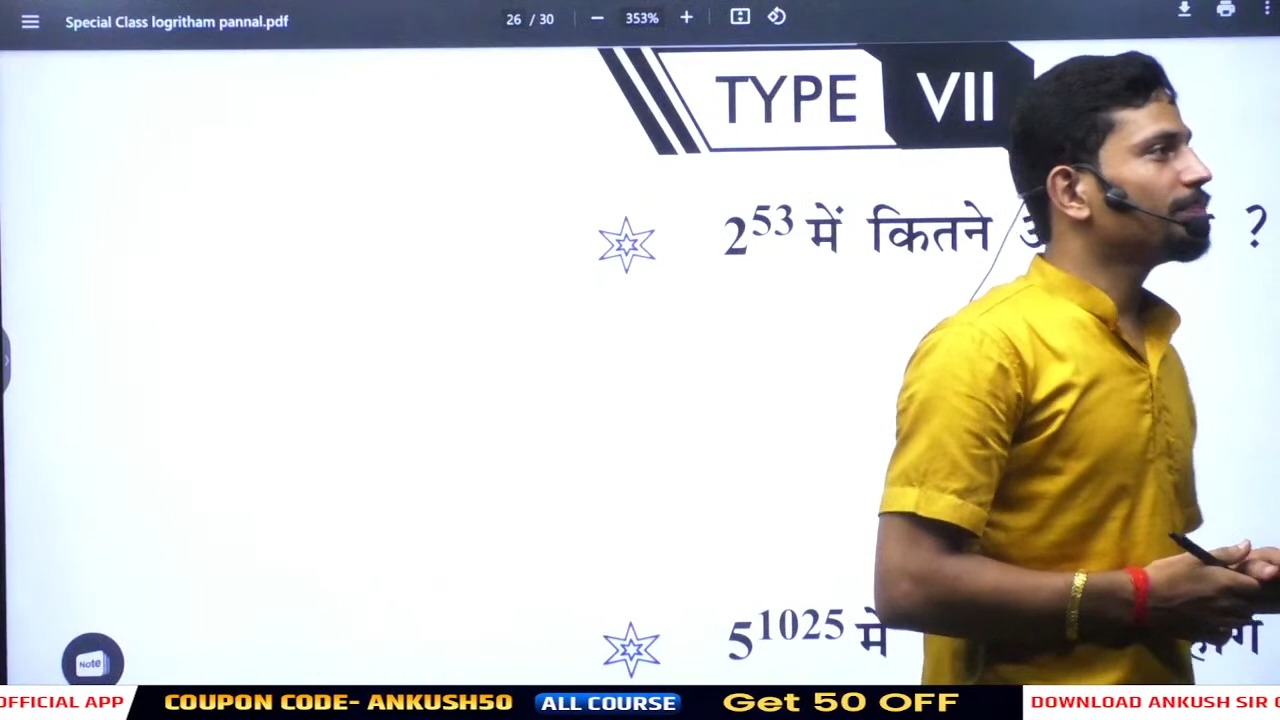 Special Class logritham pannal.pdf 26 / 30 353%
TYPE VII
2^53 में कितने ?
5^1025 में
Note
OFFICIAL APP COUPON CODE- ANKUSH50 ALL COURSE Get 50 OFF DOWNLOAD ANKUSH SIR